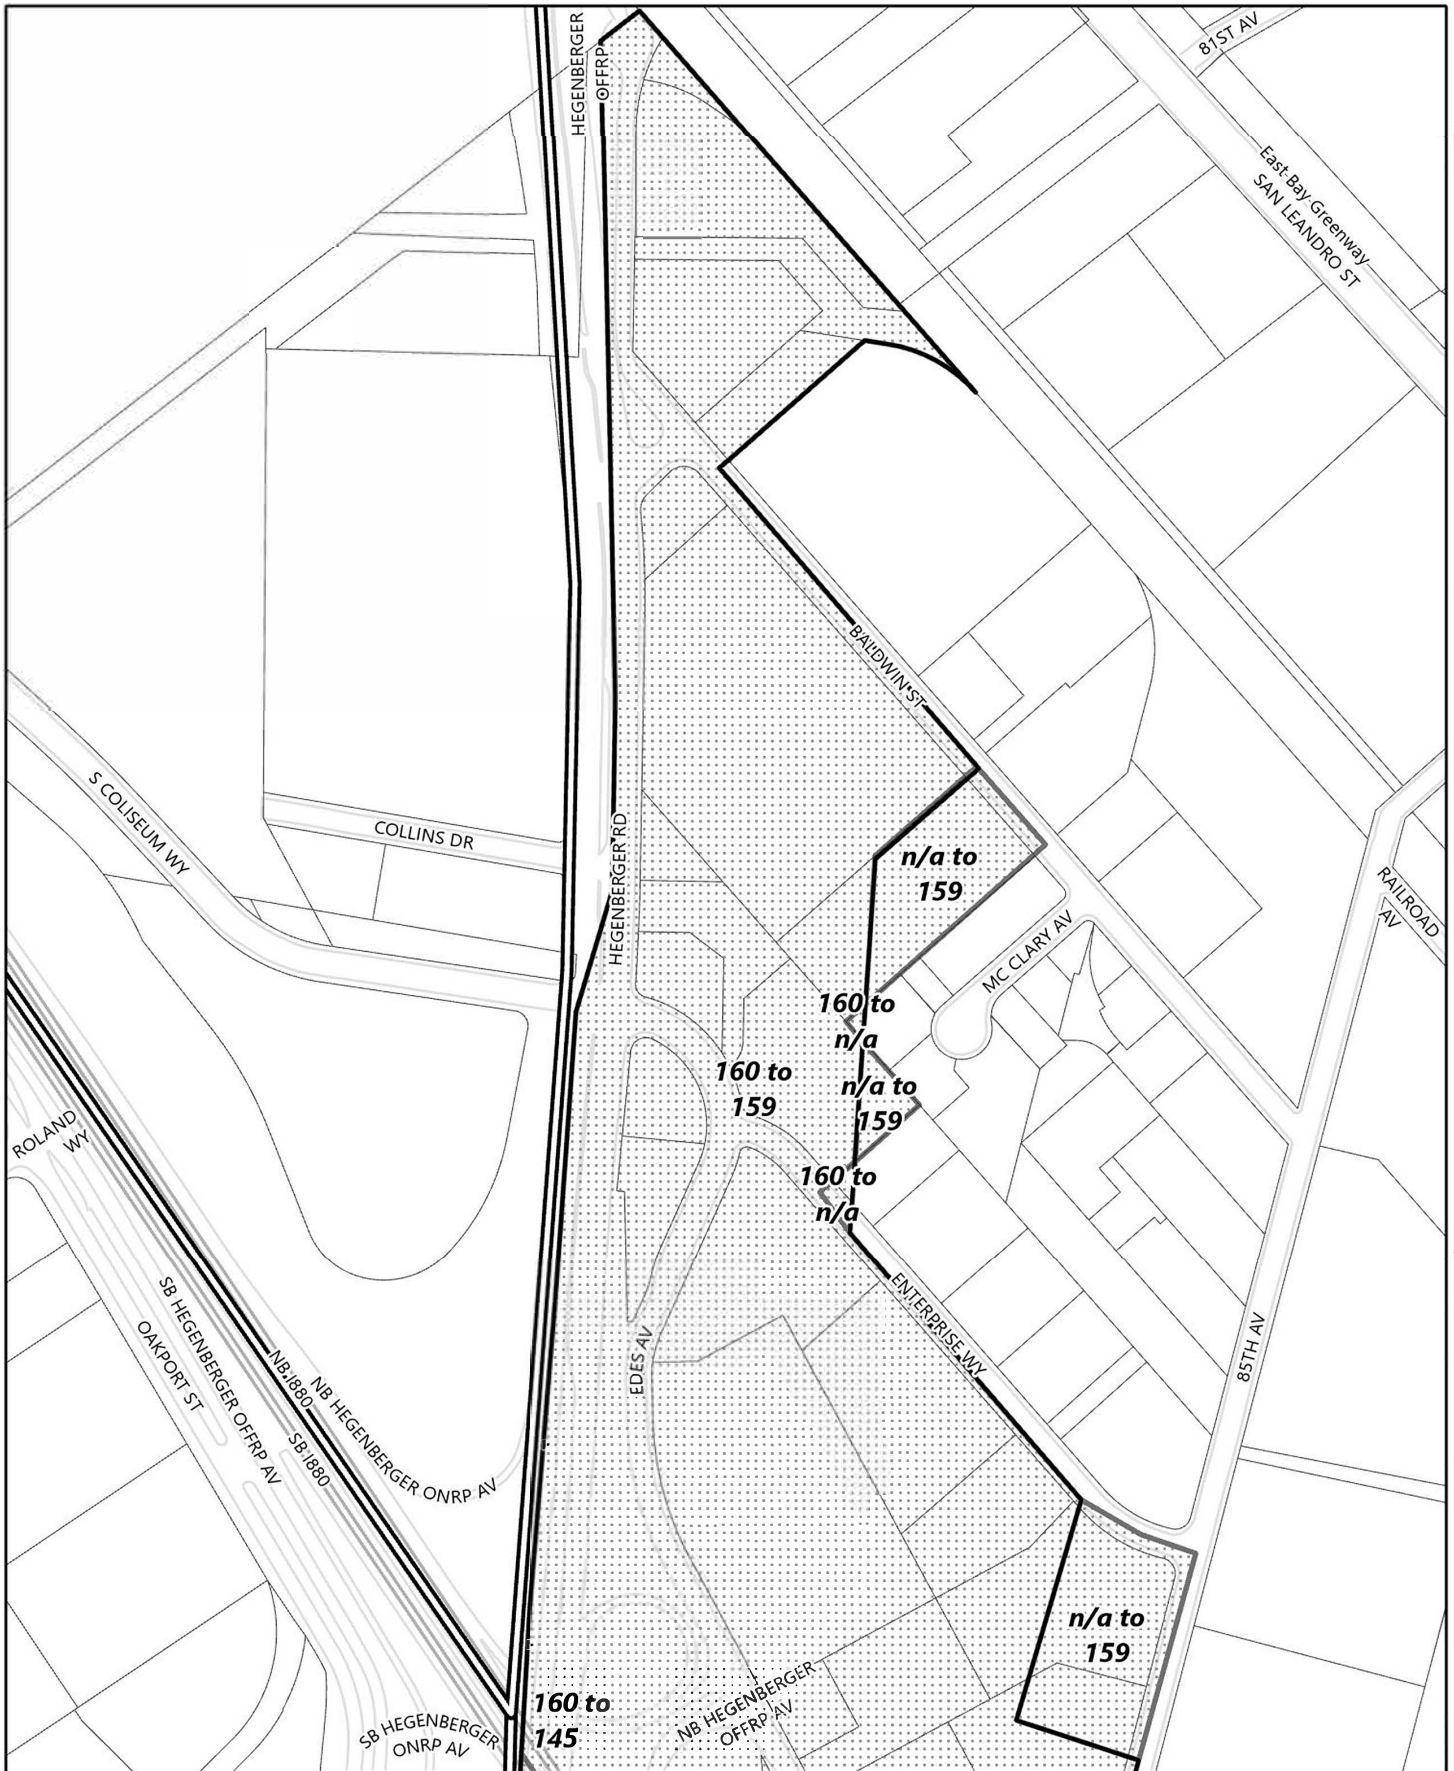 HEGENBERGER
OFFRP
81ST AV
East Bay Greenway
SAN LEANDRO ST
BALDWIN ST
S COLISEUM WY
COLLINS DR
HEGENBERGER RD
n/a to
159
RAILROAD
AV
MC CLARY AV
160 to
n/a
160 to
159
n/a to
159
ROLAND
WY
160 to
n/a
ENTERPRISE WY
EDES AV
85TH AV
SB HEGENBERGER OFFRP AV
OAKPORT ST
NB I880
NB HEGENBERGER ONRP AV
SB I880
n/a to
159
160 to
145
NB HEGENBERGER
OFFRP AV
SB HEGENBERGER
ONRP AV